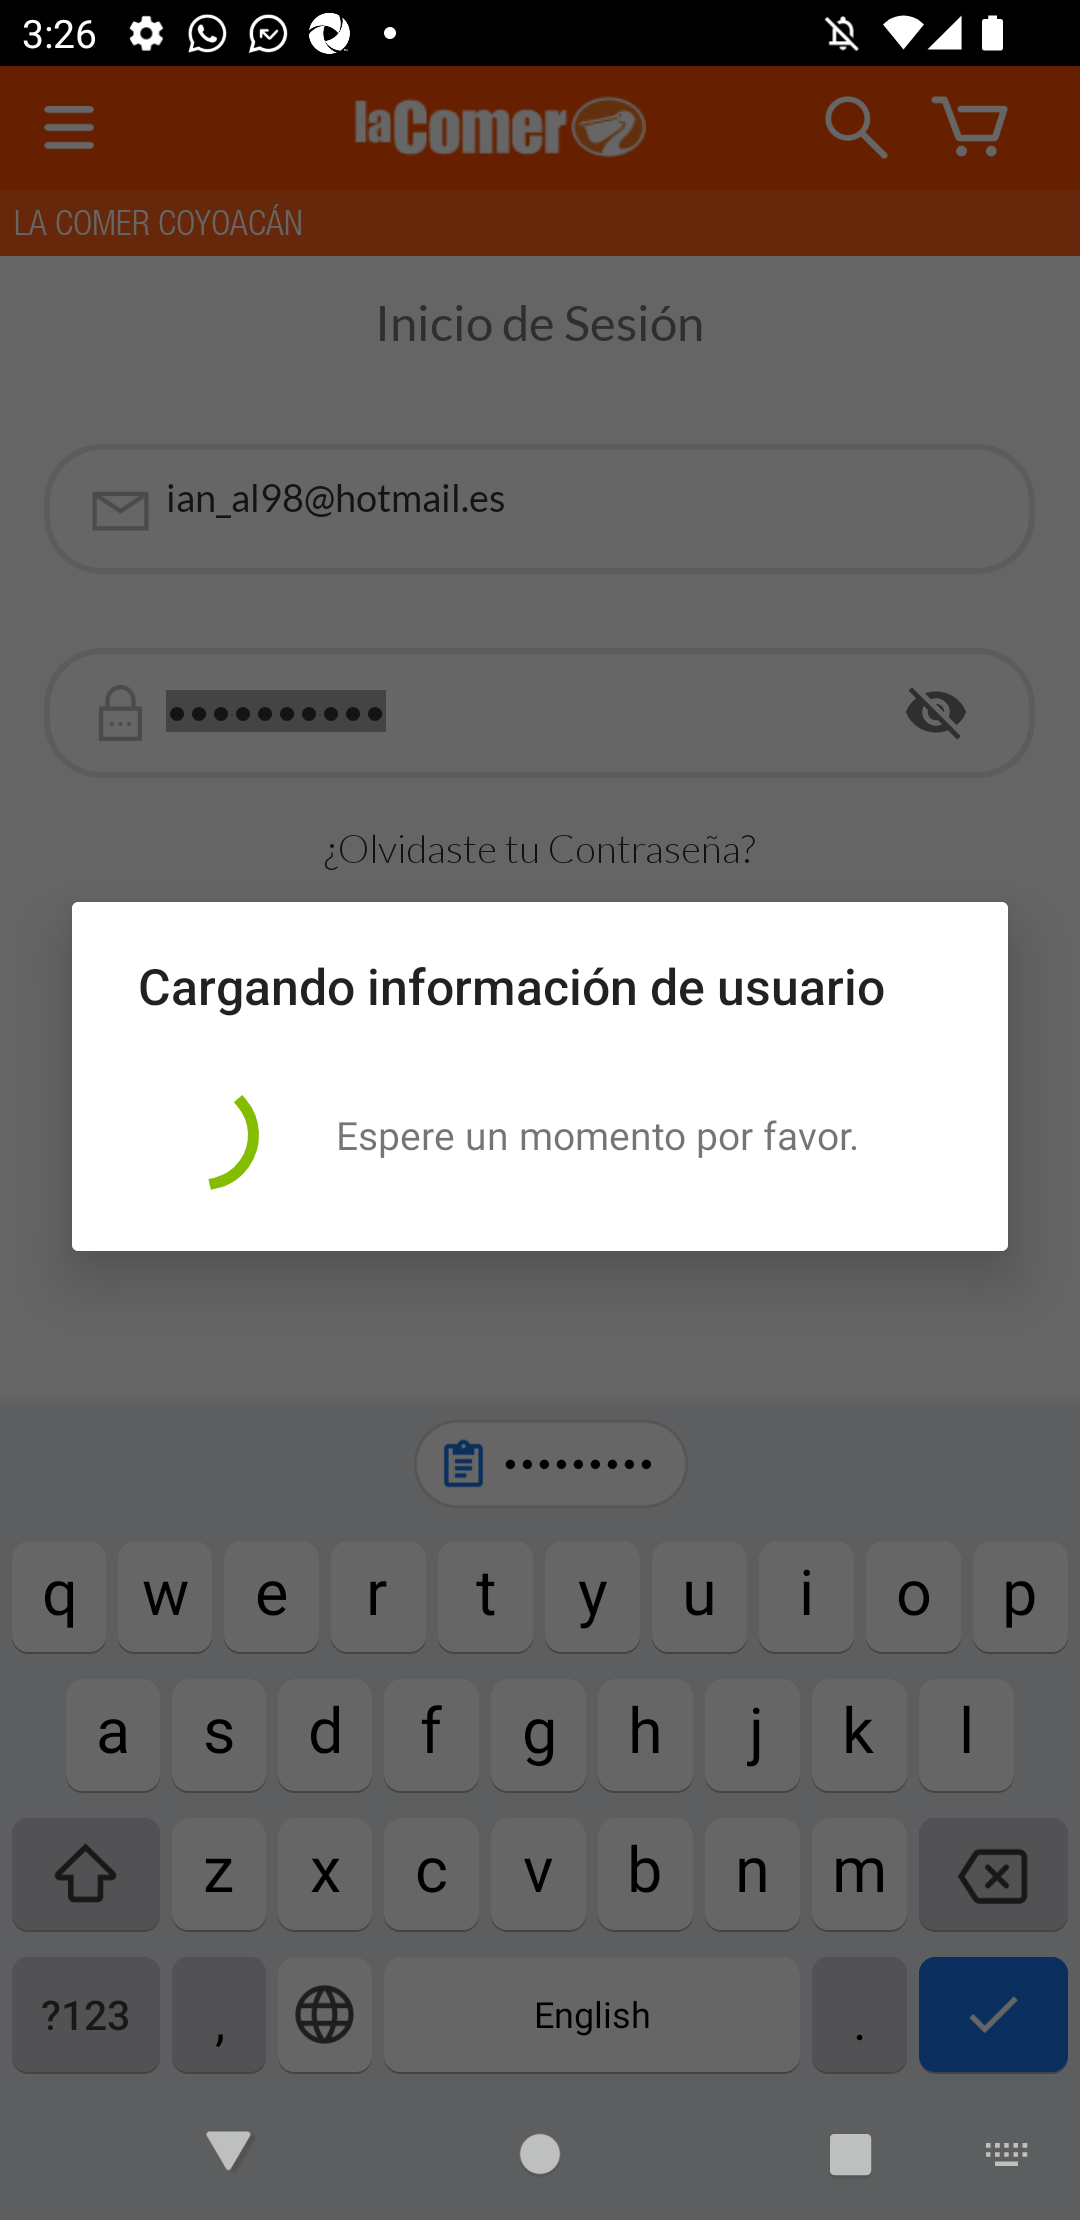 3:26
laComer
LA COMER COYOACÁN
Inicio de Sesión
ian_al98@hotmail.es
••••••••••
¿Olvidaste tu Contraseña?
Cargando información de usuario
Espere un momento por favor.
•••••••••
q w e r t y u i o p
a s d f g h j k l
z x c v b n m
?123 , English .